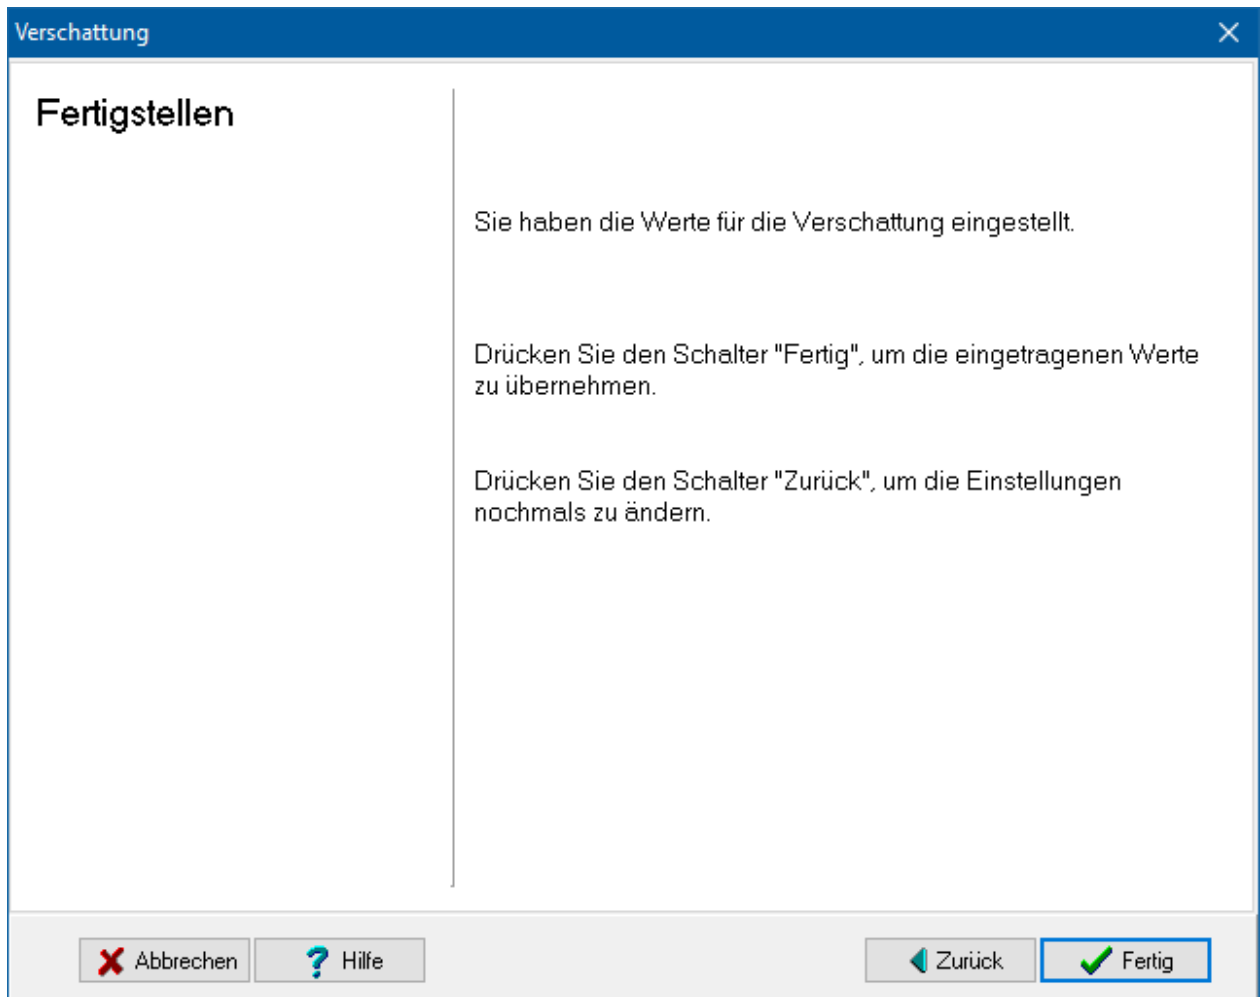 Verschattung
Fertigstellen
Sie haben die Werte für die Verschattung eingestellt.
Drücken Sie den Schalter "Fertig", um die eingetragenen Werte
zu übernehmen.
Drücken Sie den Schalter "Zurück", um die Einstellungen
nochmals zu ändern.
Abbrechen
Hilfe
Zurück
Fertig